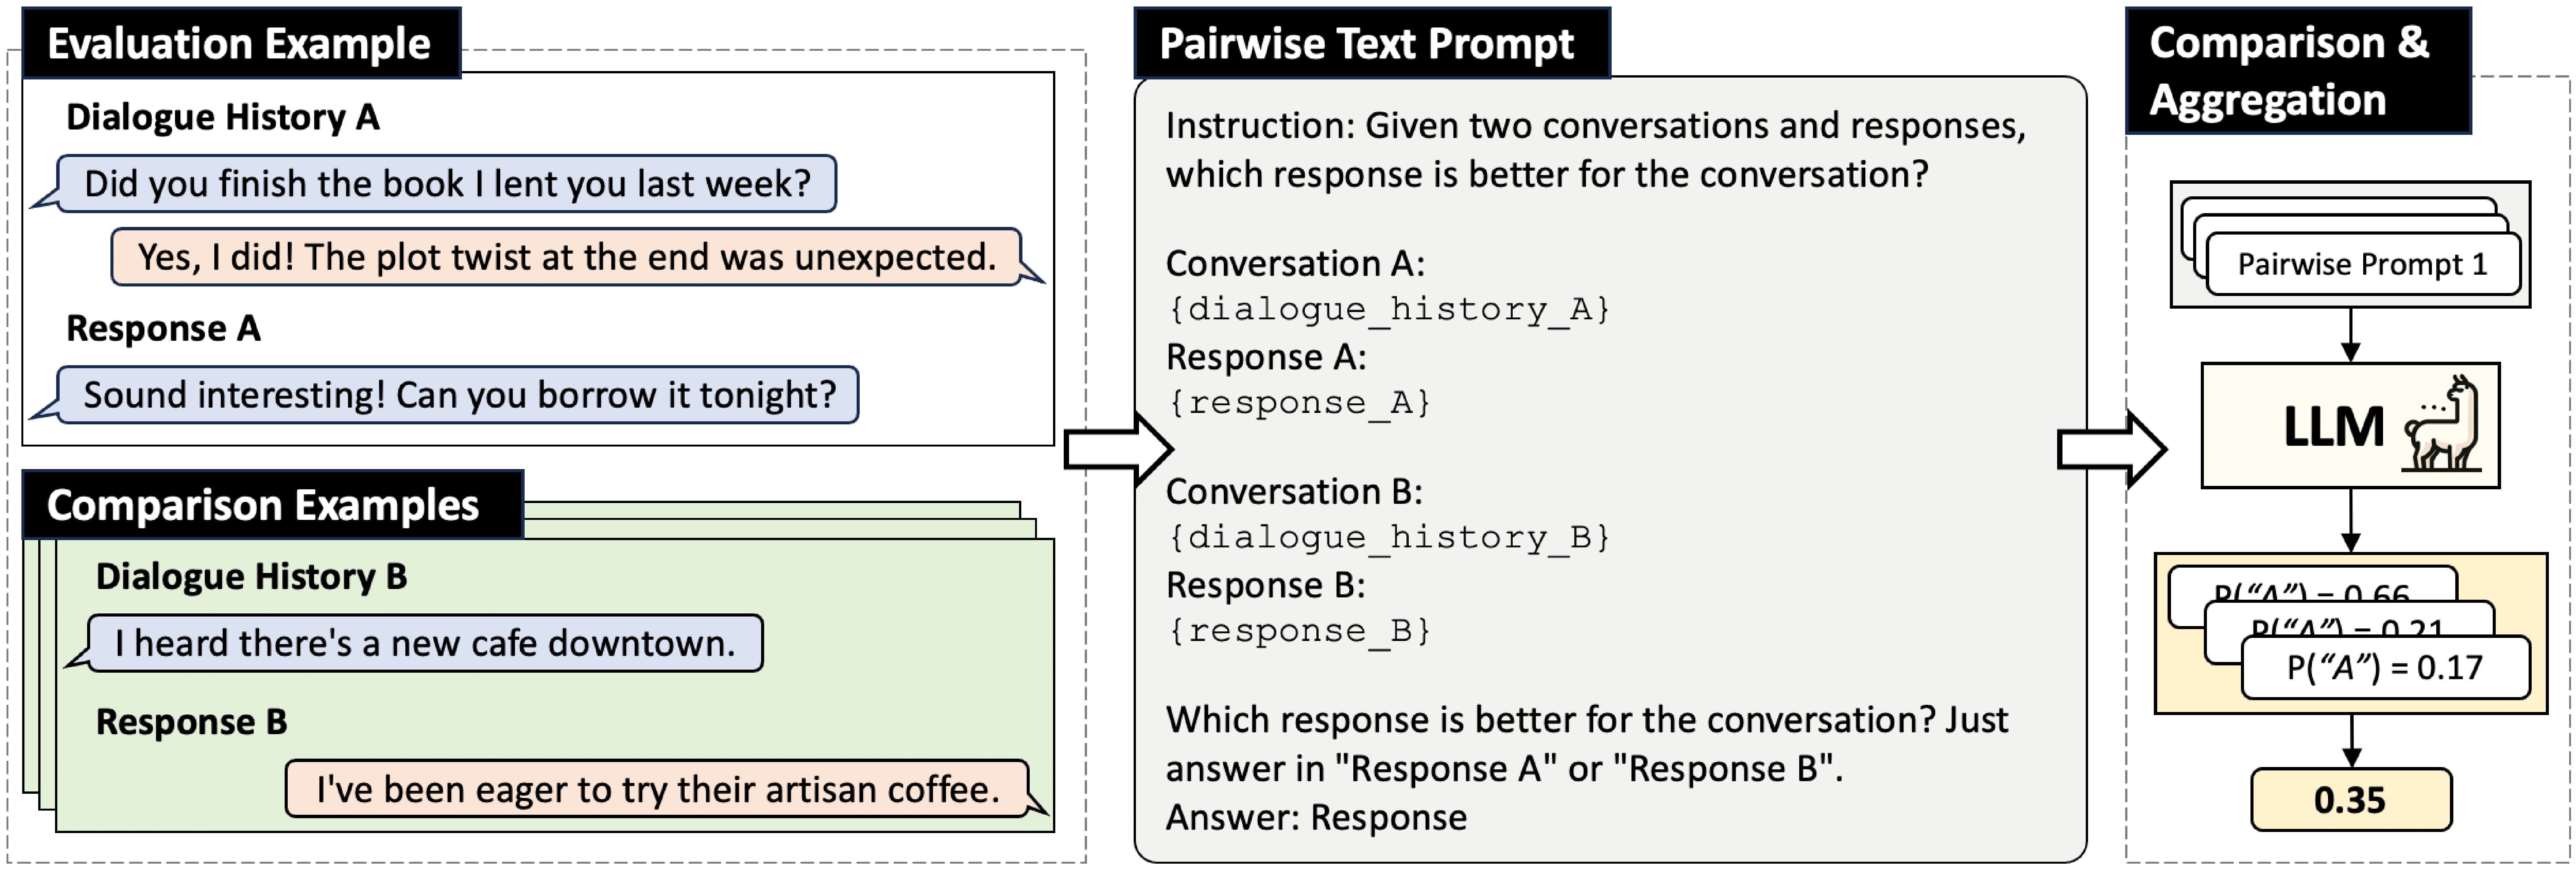 Evaluation Example
Dialogue History A
Did you finish the book I lent you last week?
Yes, I did! The plot twist at the end was unexpected.
Response A
Sound interesting! Can you borrow it tonight?
Comparison Examples
Dialogue History B
I heard there's a new cafe downtown.
Response B
I've been eager to try their artisan coffee.
Pairwise Text Prompt
Instruction: Given two conversations and responses,
which response is better for the conversation?
Conversation A:
{dialogue_history_A}
Response A:
{response_A}
Conversation B:
{dialogue_history_B}
Response B:
{response_B}
Which response is better for the conversation? Just
answer in "Response A" or "Response B".
Answer: Response
Comparison &
Aggregation
Pairwise Prompt 1
LLM
P(“A”) = 0.66
P(“A”) = 0.21
P(“A”) = 0.17
0.35